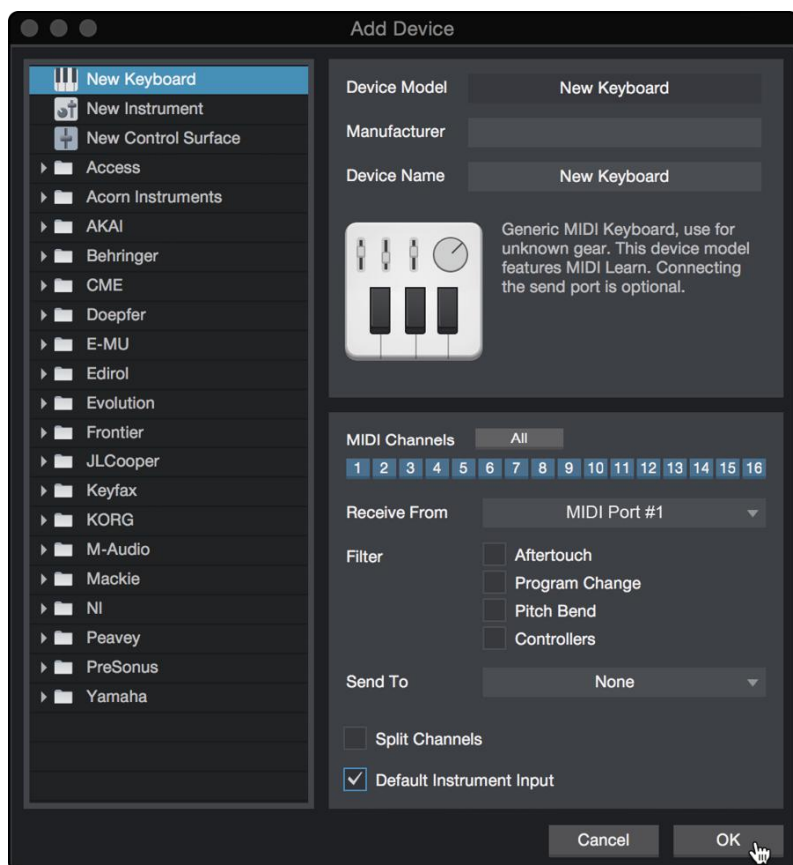 Add Device
New Keyboard
New Instrument
New Control Surface
Access
Acorn Instruments
AKAI
Behringer
CME
Doepfer
E-MU
Edirol
Evolution
Frontier
JLCooper
Keyfax
KORG
M-Audio
Mackie
NI
Peavey
PreSonus
Yamaha
Device Model New Keyboard
Manufacturer
Device Name New Keyboard
Generic MIDI Keyboard, use for
unknown gear. This device model
features MIDI Learn. Connecting
the send port is optional.
MIDI Channels All
1 2 3 4 5 6 7 8 9 10 11 12 13 14 15 16
Receive From MIDI Port #1
Filter Aftertouch
Program Change
Pitch Bend
Controllers
Send To None
Split Channels
Default Instrument Input
Cancel OK